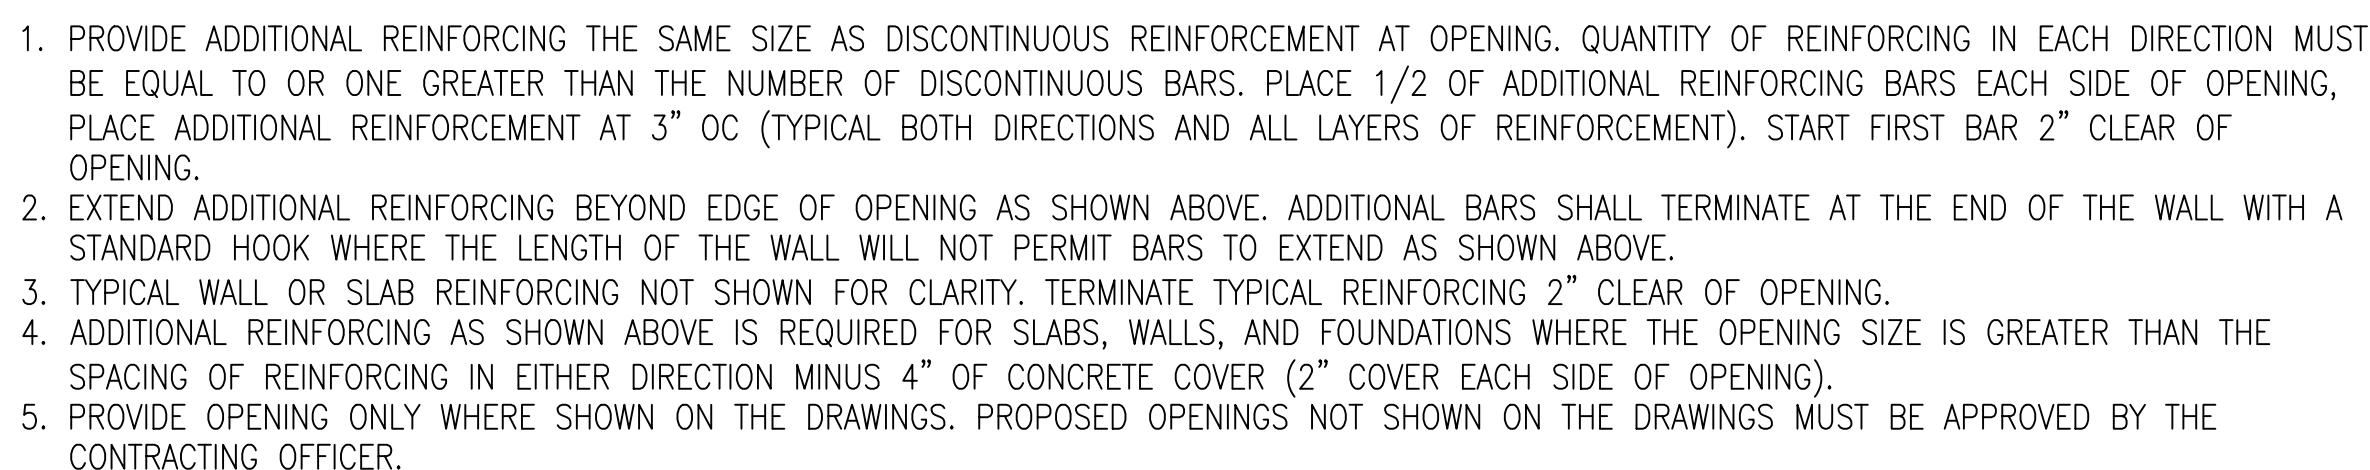 1. PROVIDE ADDITIONAL REINFORCING THE SAME SIZE AS DISCONTINUOUS REINFORCEMENT AT OPENING. QUANTITY OF REINFORCING IN EACH DIRECTION MUST
BE EQUAL TO OR ONE GREATER THAN THE NUMBER OF DISCONTINUOUS BARS. PLACE 1/2 OF ADDITIONAL REINFORCING BARS EACH SIDE OF OPENING,
PLACE ADDITIONAL REINFORCEMENT AT 3” OC (TYPICAL BOTH DIRECTIONS AND ALL LAYERS OF REINFORCEMENT). START FIRST BAR 2” CLEAR OF
OPENING.
2. EXTEND ADDITIONAL REINFORCING BEYOND EDGE OF OPENING AS SHOWN ABOVE. ADDITIONAL BARS SHALL TERMINATE AT THE END OF THE WALL WITH A
STANDARD HOOK WHERE THE LENGTH OF THE WALL WILL NOT PERMIT BARS TO EXTEND AS SHOWN ABOVE.
3. TYPICAL WALL OR SLAB REINFORCING NOT SHOWN FOR CLARITY. TERMINATE TYPICAL REINFORCING 2” CLEAR OF OPENING.
4. ADDITIONAL REINFORCING AS SHOWN ABOVE IS REQUIRED FOR SLABS, WALLS, AND FOUNDATIONS WHERE THE OPENING SIZE IS GREATER THAN THE
SPACING OF REINFORCING IN EITHER DIRECTION MINUS 4” OF CONCRETE COVER (2” COVER EACH SIDE OF OPENING).
5. PROVIDE OPENING ONLY WHERE SHOWN ON THE DRAWINGS. PROPOSED OPENINGS NOT SHOWN ON THE DRAWINGS MUST BE APPROVED BY THE
CONTRACTING OFFICER.